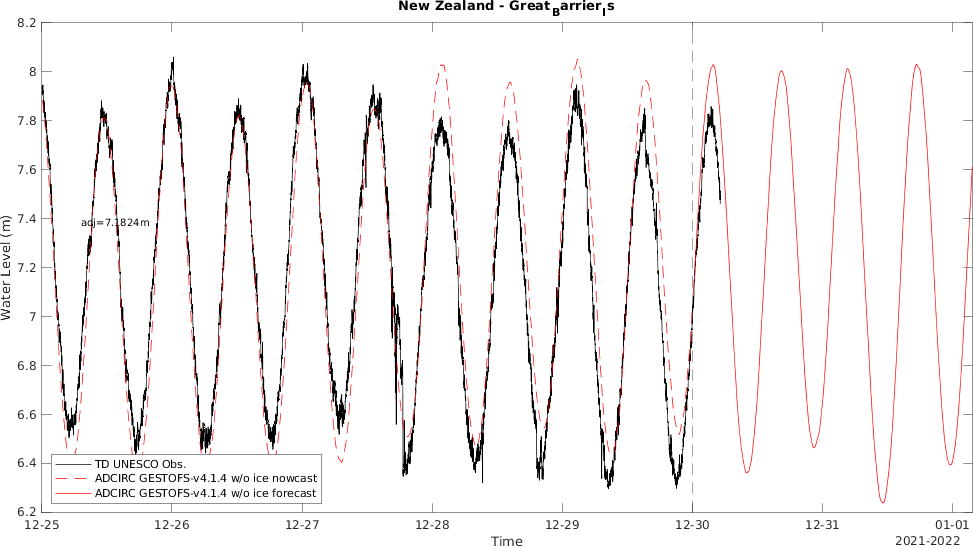 New Zealand - Great_Barrier_Is
8.2
8
7.8
7.6
7.4
7.2
7
6.8
6.6
6.4
6.2
Water Level (m)
adj=7.1824m
TD UNESCO Obs.
ADCIRC GESTOFS-v4.1.4 w/o ice nowcast
ADCIRC GESTOFS-v4.1.4 w/o ice forecast
12-25
12-26
12-27
12-28
12-29
12-30
12-31
01-01
Time
2021-2022